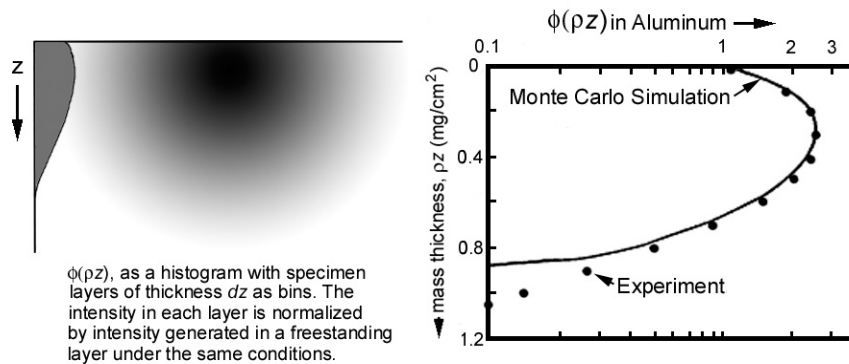 z
ϕ(ρz), as a histogram with specimen
layers of thickness dz as bins. The
intensity in each layer is normalized
by intensity generated in a freestanding
layer under the same conditions.
ϕ(ρz) in Aluminum
0.1 1 2 3
0
0.4
0.8
1.2
mass thickness, ρz (mg/cm²)
Monte Carlo Simulation
Experiment